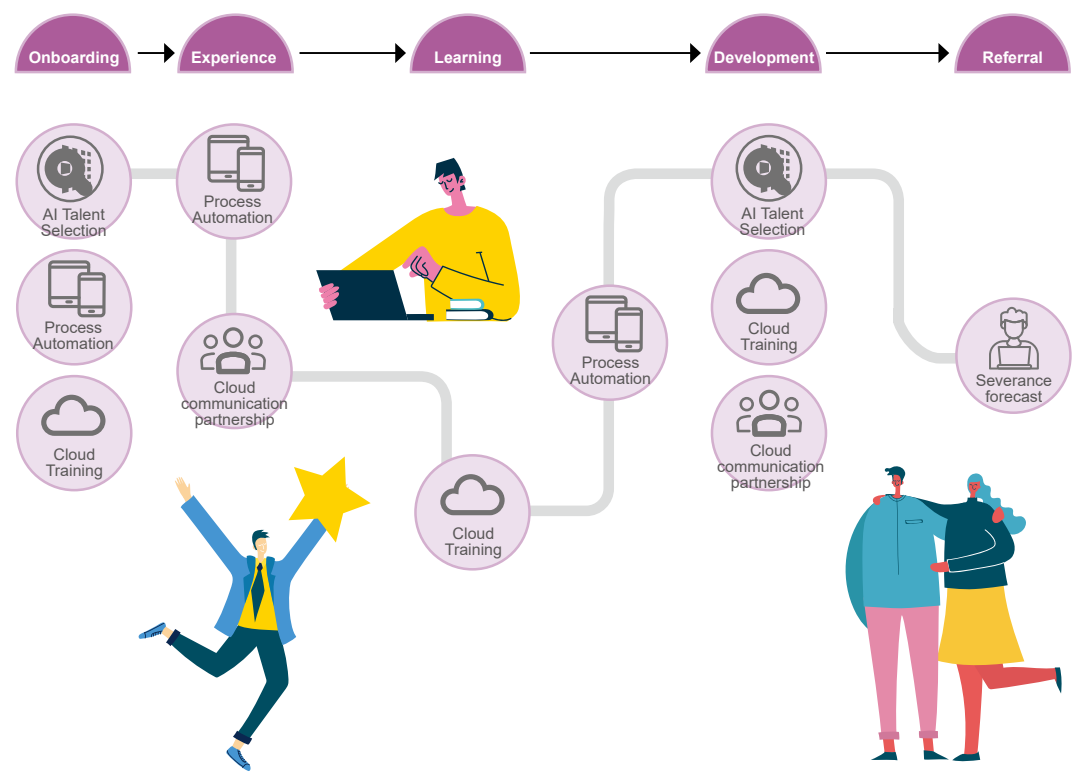 Onboarding
Experience
Learning
Development
Referral
AI Talent
Selection
Process
Automation
Cloud
Training
Process
Automation
Cloud
communication
partnership
Cloud
Training
Process
Automation
AI Talent
Selection
Cloud
Training
Cloud
communication
partnership
Severance
forecast